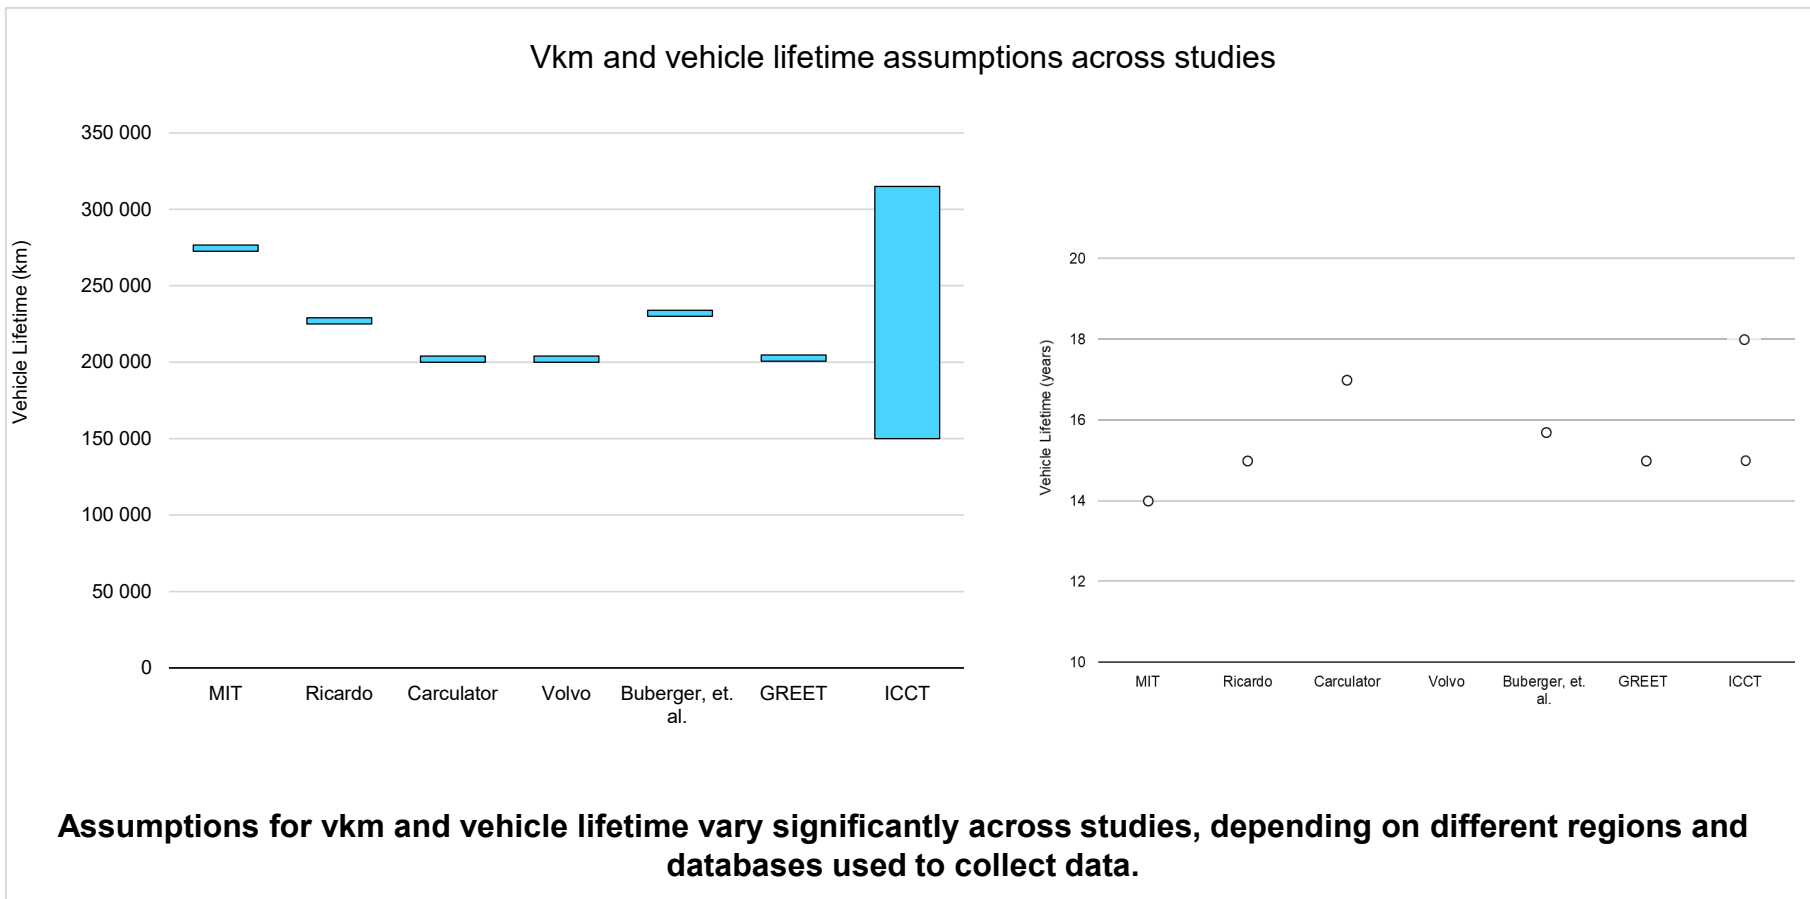 Vkm and vehicle lifetime assumptions across studies
Vehicle Lifetime (km)
350 000
300 000
250 000
200 000
150 000
100 000
50 000
0
MIT
Ricardo
Carculator
Volvo
Buberger, et.
al.
GREET
ICCT
Vehicle Lifetime (years)
20
18
16
14
12
10
MIT
Ricardo
Carculator
Volvo
Buberger, et.
al.
GREET
ICCT
Assumptions for vkm and vehicle lifetime vary significantly across studies, depending on different regions and
databases used to collect data.